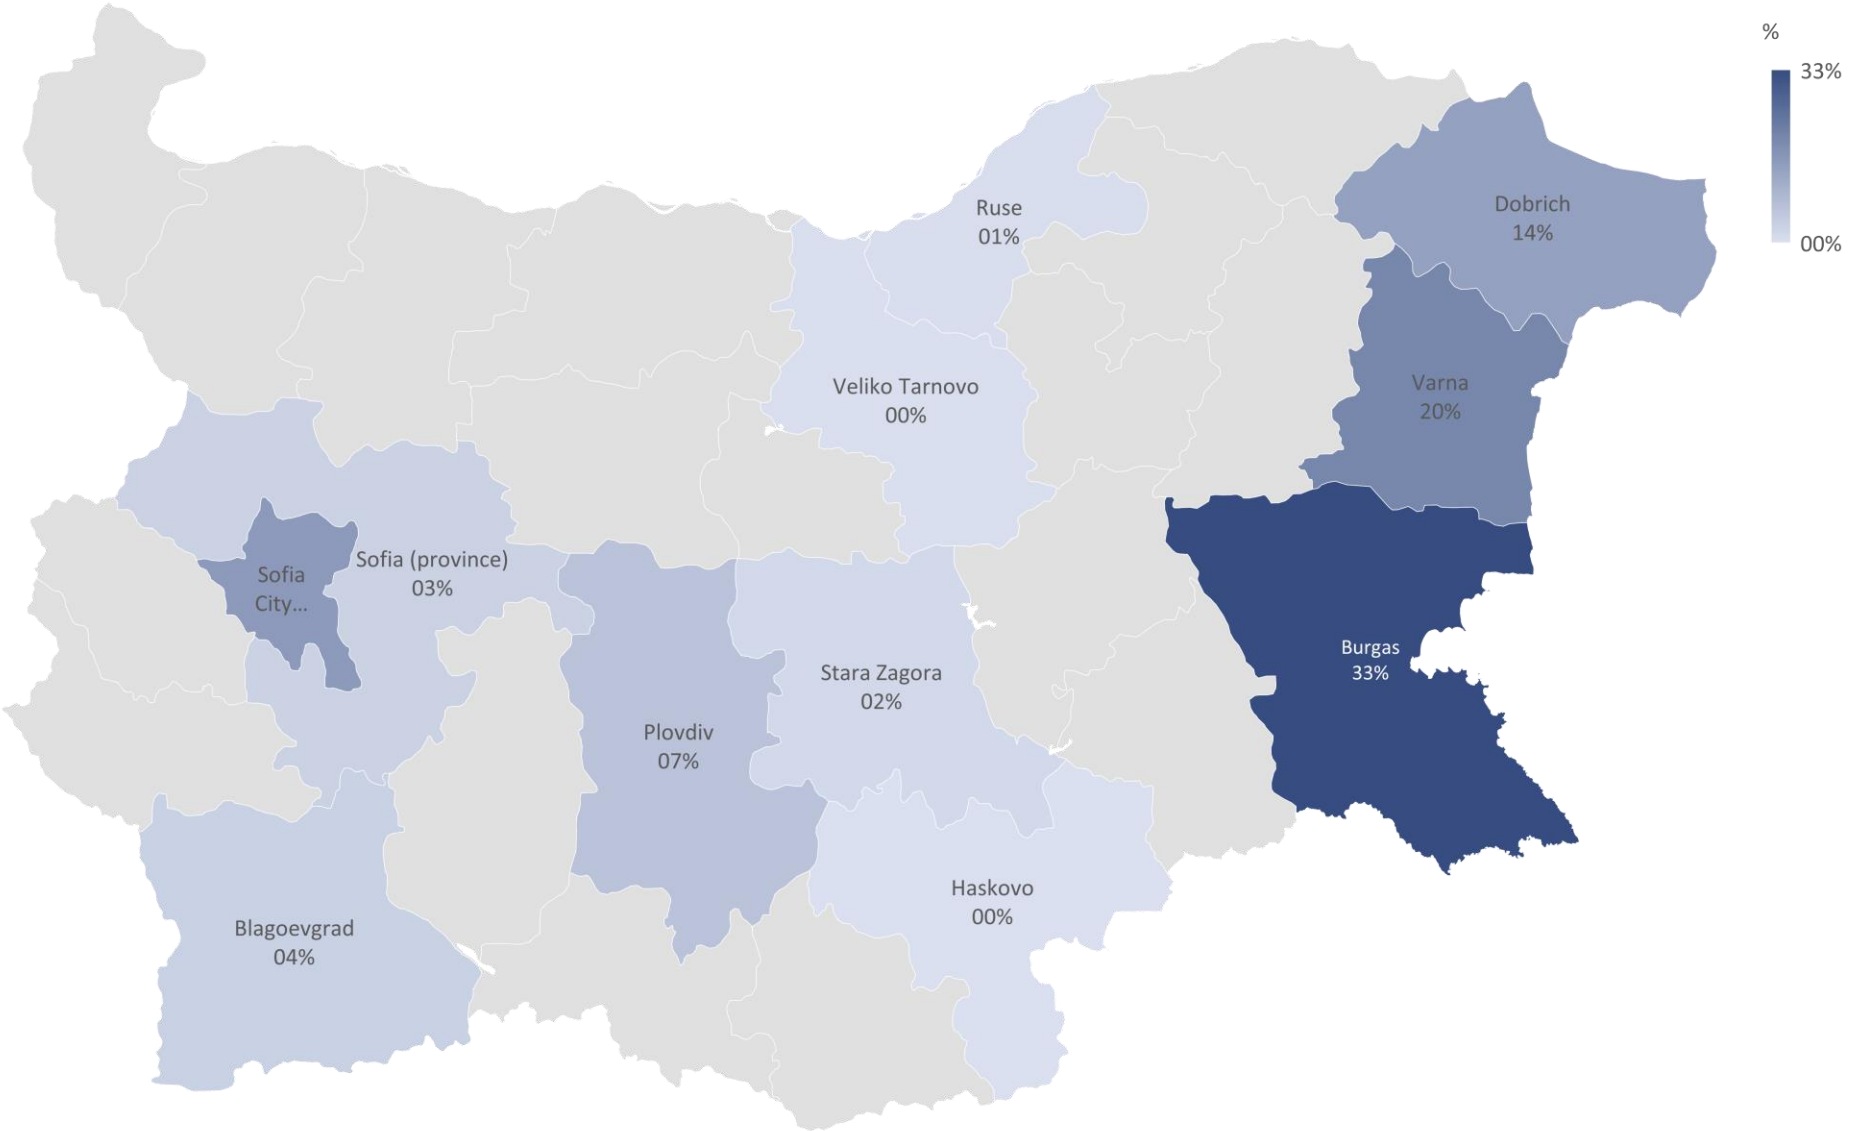 %
33%
00%
Ruse
01%
Dobrich
14%
Veliko Tarnovo
00%
Varna
20%
Sofia (province)
03%
Sofia
City...
Burgas
33%
Stara Zagora
02%
Plovdiv
07%
Haskovo
00%
Blagoevgrad
04%